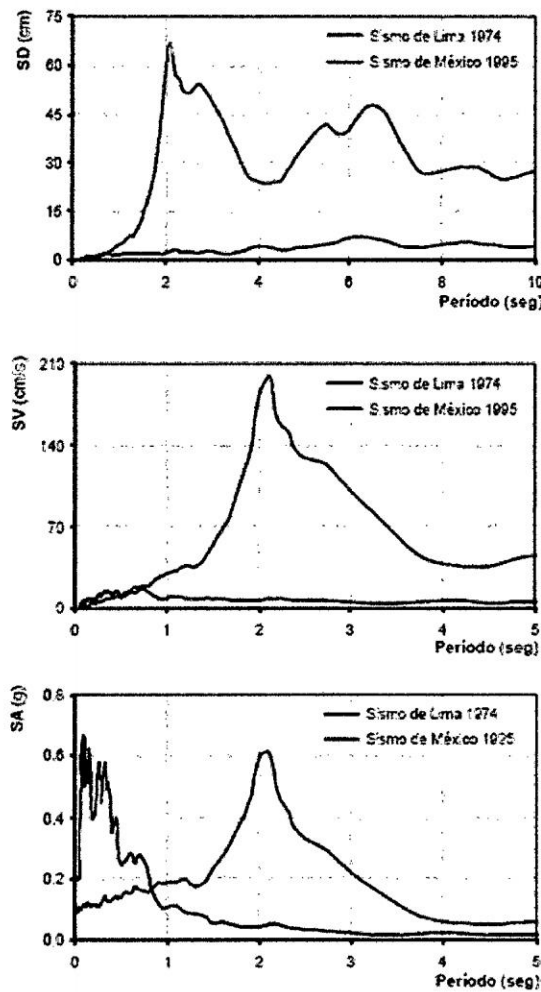 SD (cm)
75
60
45
30
15
0
Sismo de Lima 1974
Sismo de México 1995
0 2 4 6 8 10
Período (seg)
SV (cm/s)
210
140
70
0
Sismo de Lima 1974
Sismo de México 1995
0 1 2 3 4 5
Período (seg)
SA (g)
0.8
0.6
0.4
0.2
0.0
Sismo de Lima 1974
Sismo de México 1985
0 1 2 3 4 5
Período (seg)